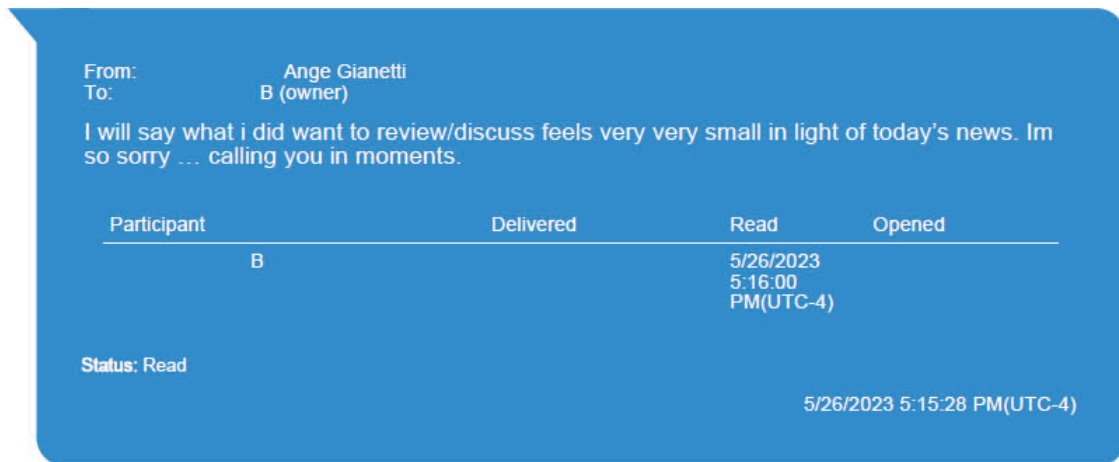 From: Ange Gianetti
To: B (owner)
I will say what i did want to review/discuss feels very very small in light of today's news. Im
so sorry … calling you in moments.
Participant Delivered Read Opened
B 5/26/2023
5:16:00
PM(UTC-4)
Status: Read
5/26/2023 5:15:28 PM(UTC-4)